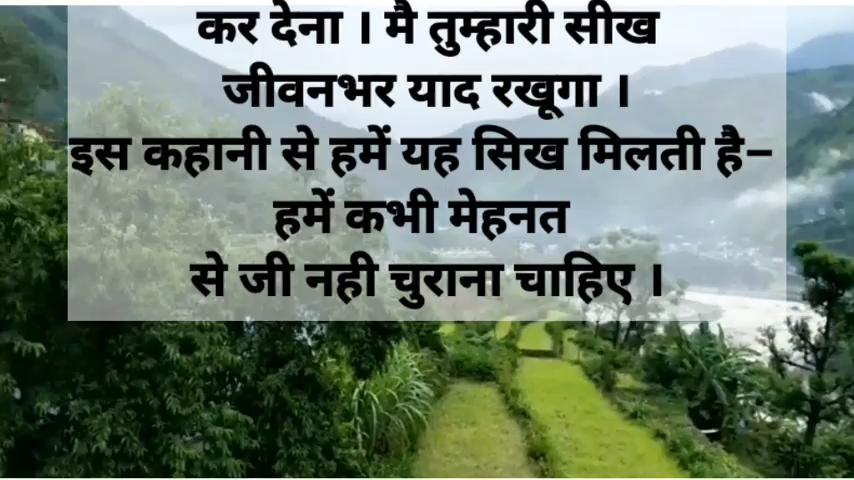 कर देना । मै तुम्हारी सीख
जीवनभर याद रखूगा ।
इस कहानी से हमें यह सिख मिलती है–
हमें कभी मेहनत
से जी नही चुराना चाहिए ।